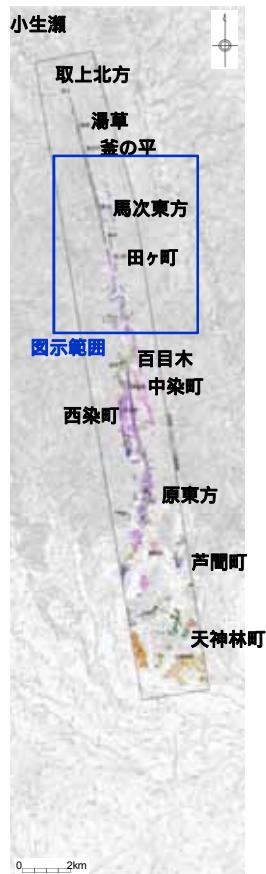 小生瀬
取上北方
湯草
釜の平
馬次東方
田ヶ町
図示範囲
百目木
中染町
西染町
原東方
芦間町
天神林町
0 2km